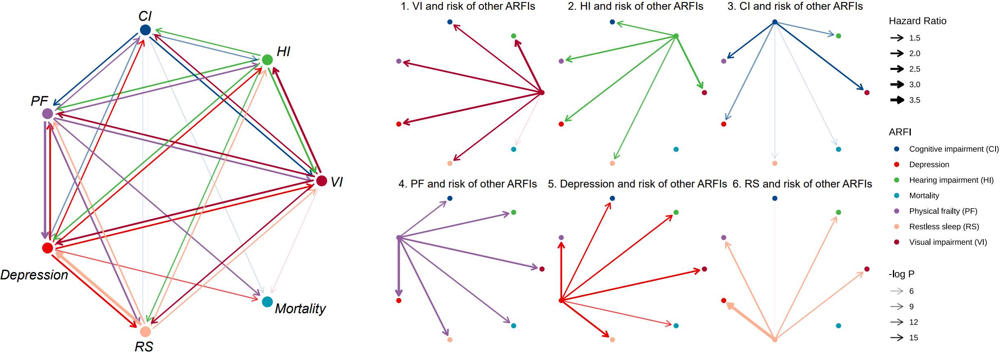 CI
HI
PF
VI
Depression
Mortality
RS
1. VI and risk of other ARFIs
2. HI and risk of other ARFIs
3. CI and risk of other ARFIs
4. PF and risk of other ARFIs
5. Depression and risk of other ARFIs
6. RS and risk of other ARFIs
Hazard Ratio
1.5
2.0
2.5
3.0
3.5
ARFI
Cognitive impairment (CI)
Depression
Hearing impairment (HI)
Mortality
Physical frailty (PF)
Restless sleep (RS)
Visual impairment (VI)
-log P
6
9
12
15